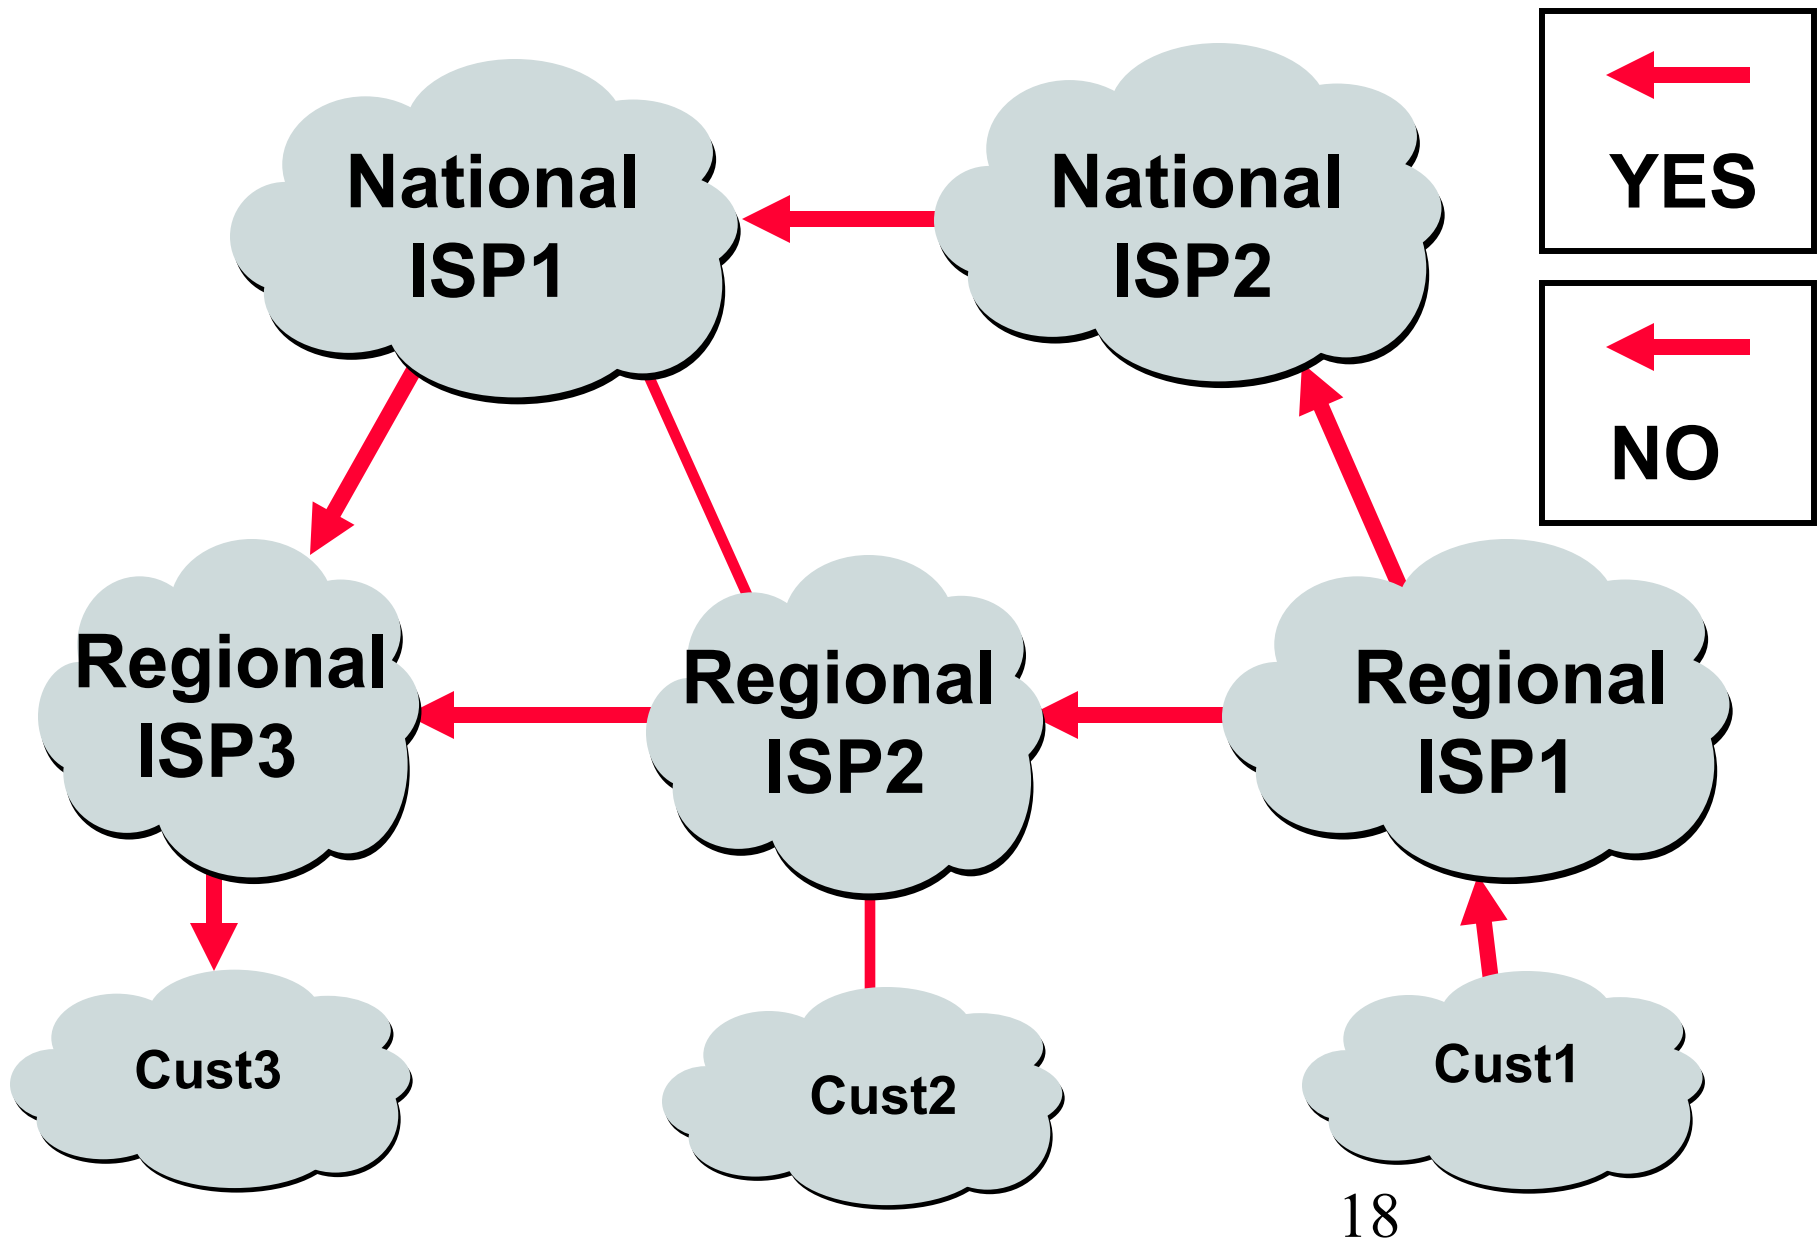 National
ISP1
National
ISP2
YES
NO
Regional
ISP3
Regional
ISP2
Regional
ISP1
Cust3
Cust2
Cust1
18